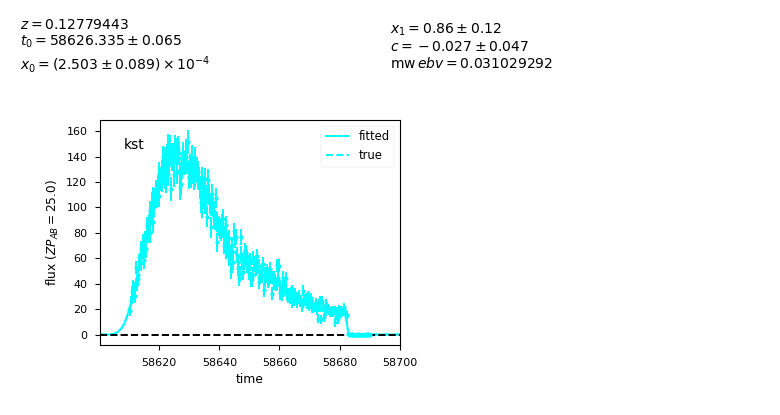 z = 0.12779443
t₀ = 58626.335 ± 0.065
x₀ = (2.503 ± 0.089) × 10⁻⁴
x₁ = 0.86 ± 0.12
c = −0.027 ± 0.047
mw ebv = 0.031029292
kst
fitted
true
160
140
120
100
80
60
40
20
0
flux (ZP_AB = 25.0)
58620 58640 58660 58680 58700
time